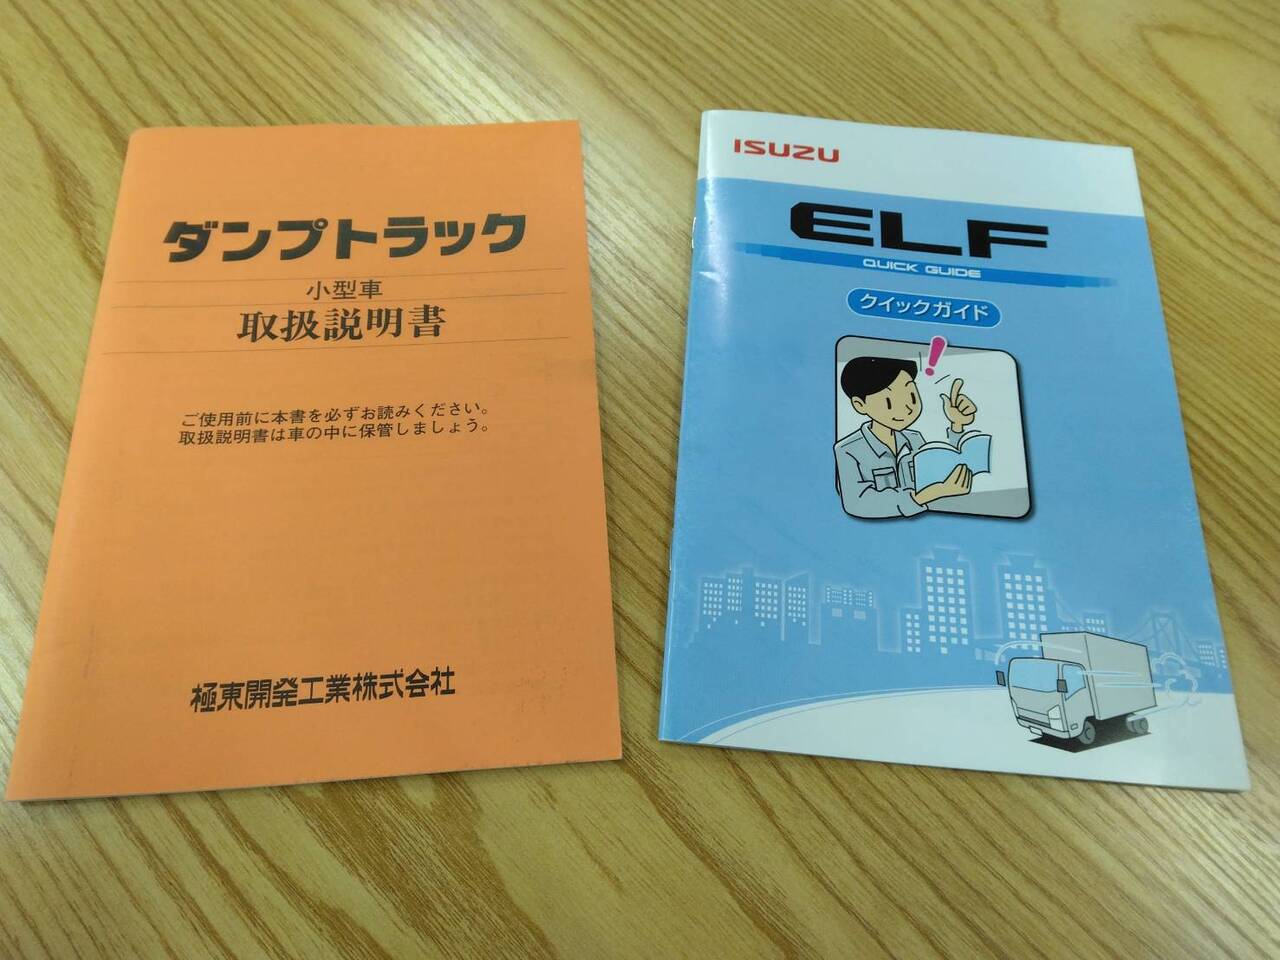 ダンプトラック
小型車
取扱説明書
ご使用前に本書を必ずお読みください。
取扱説明書は車の中に保管しましょう。
極東開発工業株式会社
ISUZU
ELF
QUICK GUIDE
クイックガイド
!